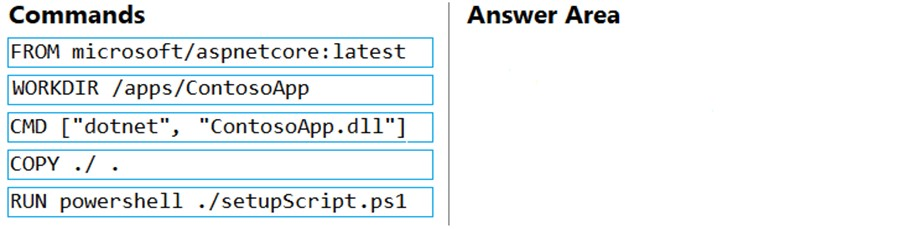 Commands
Answer Area
FROM microsoft/aspnetcore:latest
WORKDIR /apps/ContosoApp
CMD ["dotnet", "ContosoApp.dll"]
COPY ./ .
RUN powershell ./setupScript.ps1